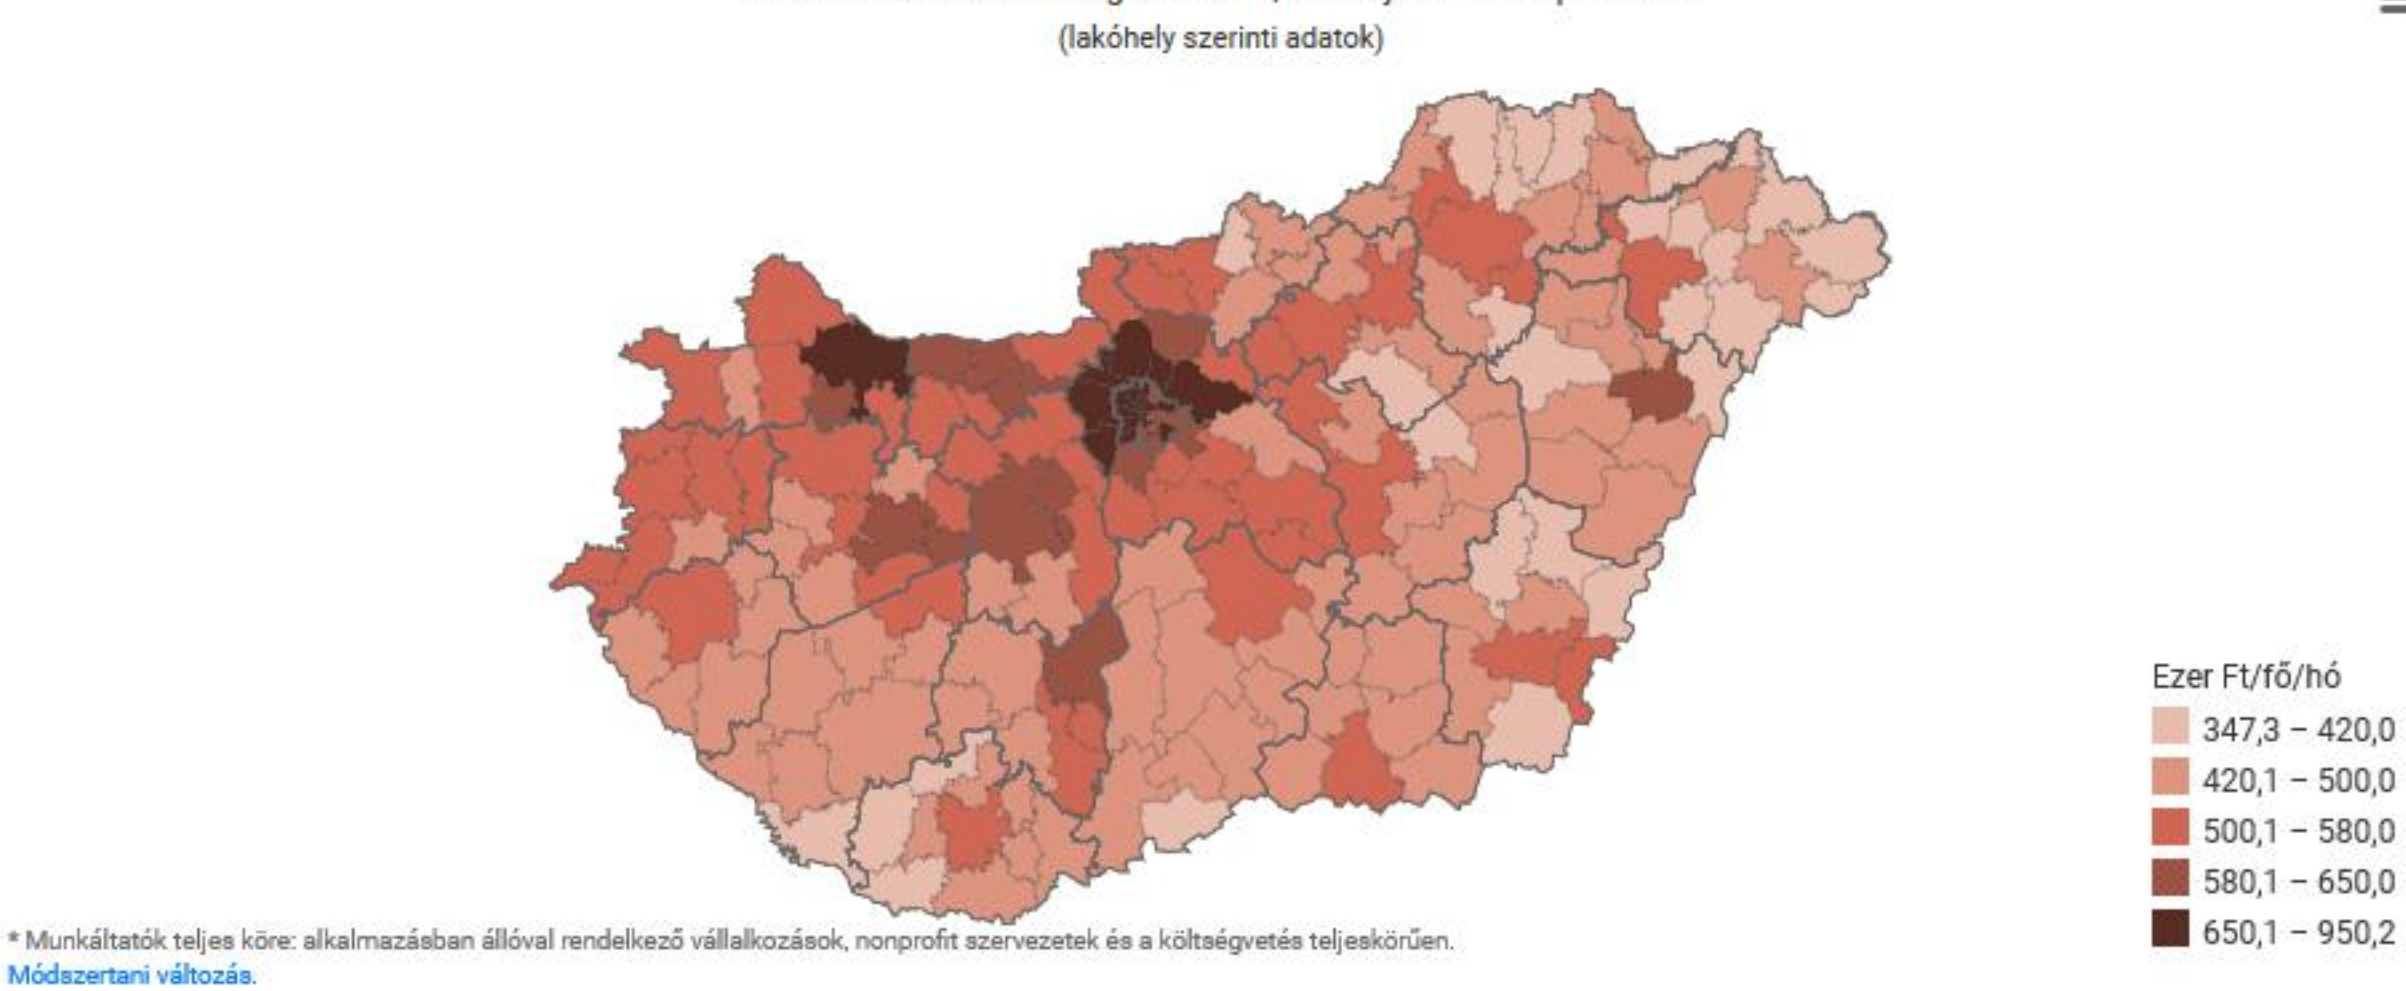 (lakóhely szerinti adatok)
Ezer Ft/fő/hó
347,3 – 420,0
420,1 – 500,0
500,1 – 580,0
580,1 – 650,0
650,1 – 950,2
* Munkáltatók teljes köre: alkalmazásban állóval rendelkező vállalkozások, nonprofit szervezetek és a költségvetés teljeskörűen.
Módszertani változás.